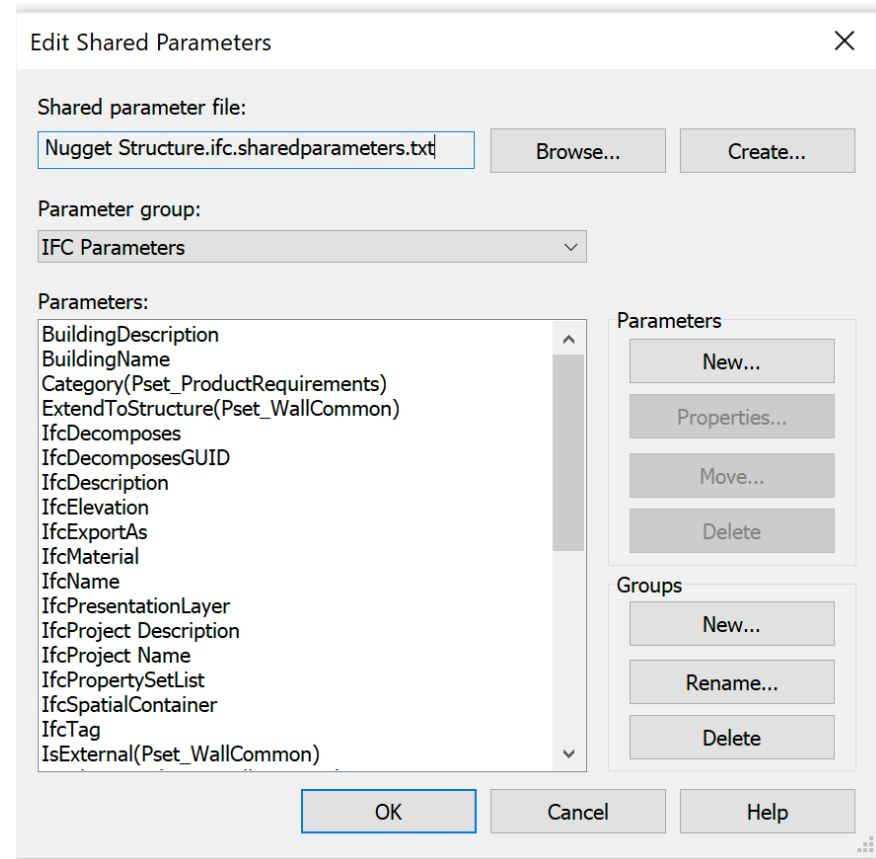 Edit Shared Parameters
Shared parameter file:
Nugget Structure.ifc.sharedparameters.txt
Browse...
Create...
Parameter group:
IFC Parameters
Parameters:
BuildingDescription
BuildingName
Category(Pset_ProductRequirements)
ExtendToStructure(Pset_WallCommon)
IfcDecomposes
IfcDecomposesGUID
IfcDescription
IfcElevation
IfcExportAs
IfcMaterial
IfcName
IfcPresentationLayer
IfcProject Description
IfcProject Name
IfcPropertySetList
IfcSpatialContainer
IfcTag
IsExternal(Pset_WallCommon)
Parameters
New...
Properties...
Move...
Delete
Groups
New...
Rename...
Delete
OK
Cancel
Help